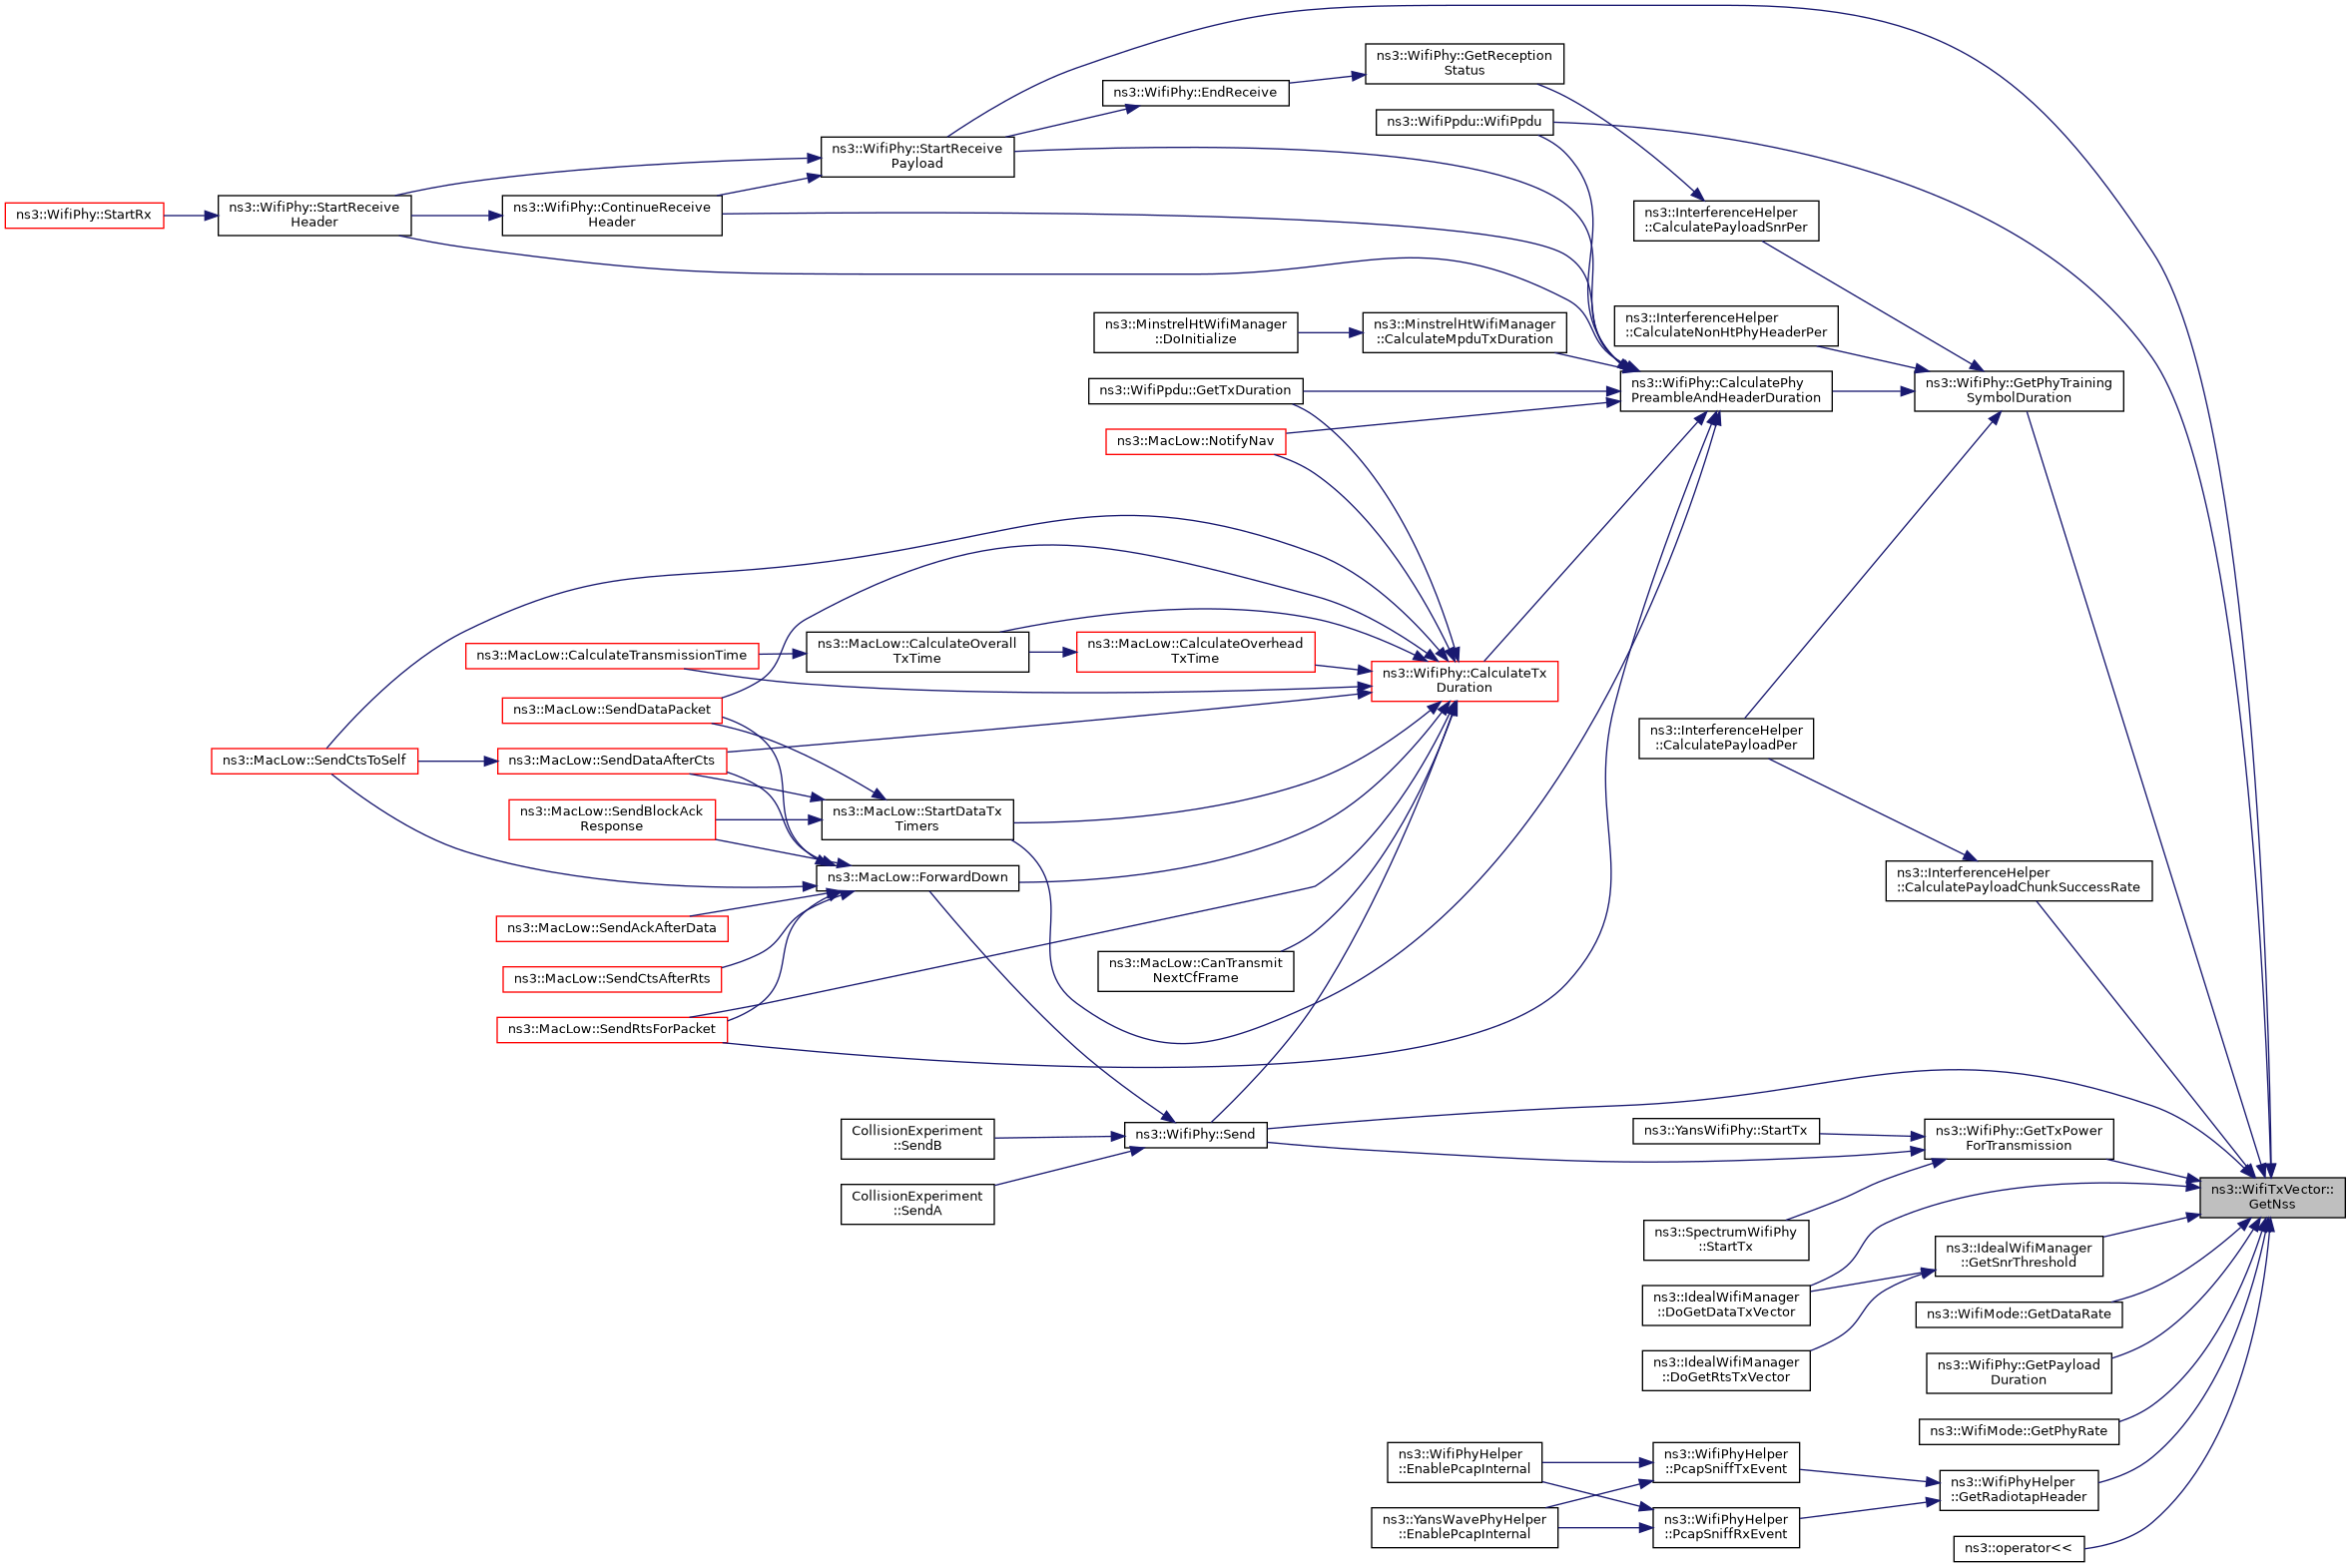 ns3::WifiPhy::GetReception
Status
ns3::WifiPhy::EndReceive
ns3::WifiPpdu::WifiPpdu
ns3::WifiPhy::StartReceive
Payload
ns3::WifiPhy::StartRx
ns3::WifiPhy::StartReceive
Header
ns3::WifiPhy::ContinueReceive
Header
ns3::InterferenceHelper
::CalculatePayloadSnrPer
ns3::MinstrelHtWifiManager
::DoInitialize
ns3::MinstrelHtWifiManager
::CalculateMpduTxDuration
ns3::InterferenceHelper
::CalculateNonHtPhyHeaderPer
ns3::WifiPpdu::GetTxDuration
ns3::WifiPhy::CalculatePhy
PreambleAndHeaderDuration
ns3::WifiPhy::GetPhyTraining
SymbolDuration
ns3::MacLow::NotifyNav
ns3::MacLow::CalculateTransmissionTime
ns3::MacLow::CalculateOverall
TxTime
ns3::MacLow::CalculateOverhead
TxTime
ns3::WifiPhy::CalculateTx
Duration
ns3::MacLow::SendDataPacket
ns3::MacLow::SendCtsToSelf
ns3::MacLow::SendDataAfterCts
ns3::InterferenceHelper
::CalculatePayloadPer
ns3::MacLow::SendBlockAck
Response
ns3::MacLow::StartDataTx
Timers
ns3::MacLow::ForwardDown
ns3::InterferenceHelper
::CalculatePayloadChunkSuccessRate
ns3::MacLow::SendAckAfterData
ns3::MacLow::SendCtsAfterRts
ns3::MacLow::CanTransmit
NextCfFrame
ns3::MacLow::SendRtsForPacket
CollisionExperiment
::SendB
ns3::WifiPhy::Send
ns3::YansWifiPhy::StartTx
ns3::WifiPhy::GetTxPower
ForTransmission
CollisionExperiment
::SendA
ns3::WifiTxVector::
GetNss
ns3::SpectrumWifiPhy
::StartTx
ns3::IdealWifiManager
::GetSnrThreshold
ns3::IdealWifiManager
::DoGetDataTxVector
ns3::WifiMode::GetDataRate
ns3::IdealWifiManager
::DoGetRtsTxVector
ns3::WifiPhy::GetPayload
Duration
ns3::WifiMode::GetPhyRate
ns3::WifiPhyHelper
::EnablePcapInternal
ns3::WifiPhyHelper
::PcapSniffTxEvent
ns3::WifiPhyHelper
::GetRadiotapHeader
ns3::YansWavePhyHelper
::EnablePcapInternal
ns3::WifiPhyHelper
::PcapSniffRxEvent
ns3::operator<<